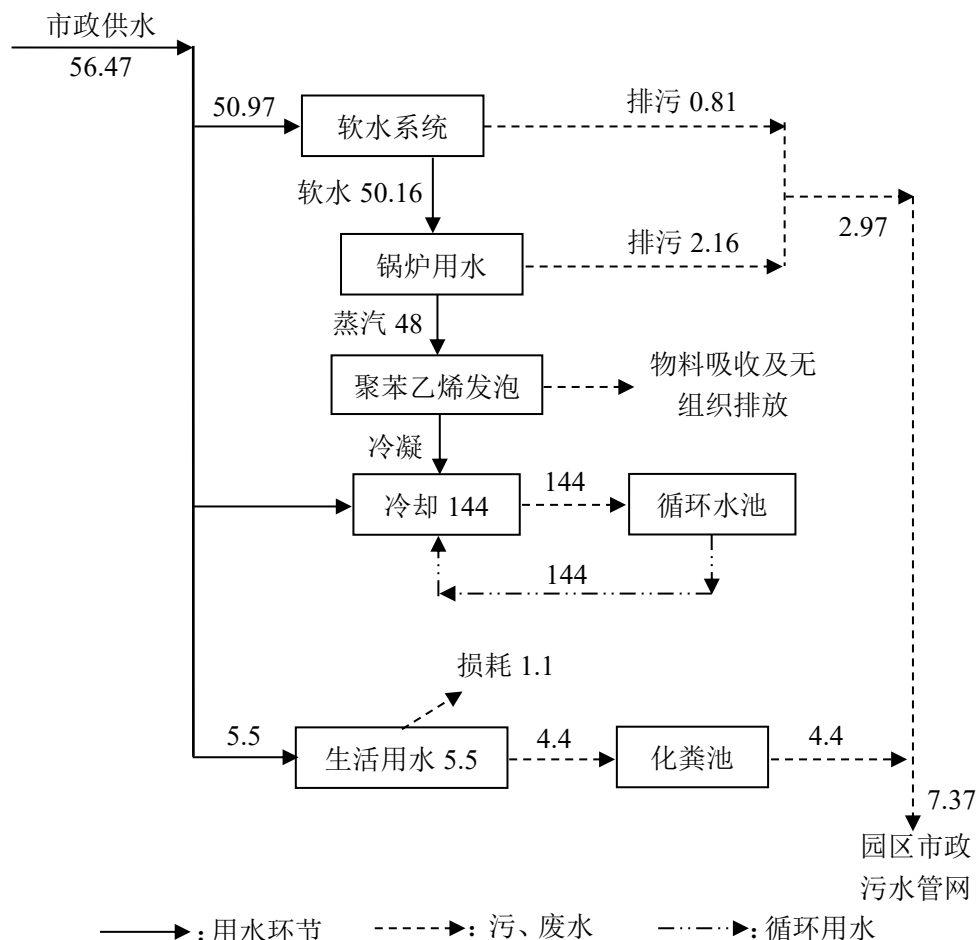 市政供水
56.47
50.97
软水系统
排污 0.81
软水 50.16
2.97
锅炉用水
排污 2.16
蒸汽 48
聚苯乙烯发泡
物料吸收及无
组织排放
冷凝
冷却 144
144
循环水池
144
损耗 1.1
5.5
生活用水 5.5
4.4
化粪池
4.4
7.37
园区市政
污水管网
:用水环节
:污、废水
:循环用水